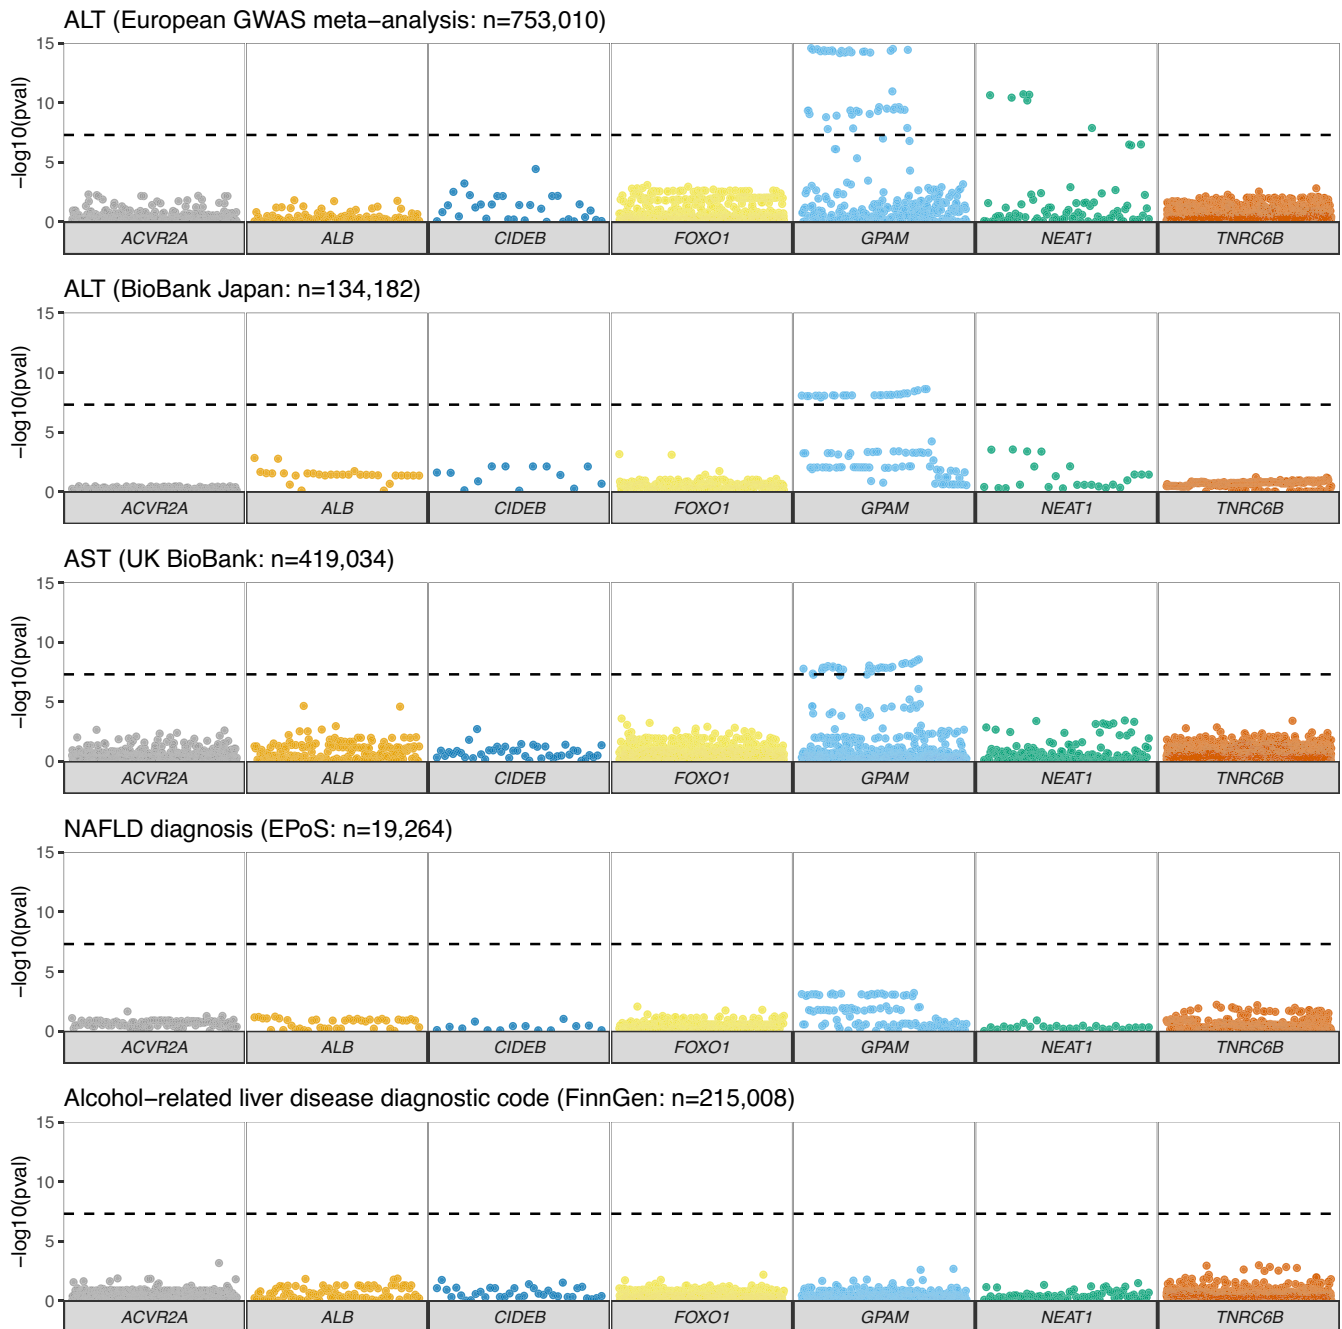 ALT (European GWAS meta−analysis: n=753,010)
−log10(pval)
15
10
5
0
ACVR2A ALB CIDEB FOXO1 GPAM NEAT1 TNRC6B
ALT (BioBank Japan: n=134,182)
−log10(pval)
15
10
5
0
ACVR2A ALB CIDEB FOXO1 GPAM NEAT1 TNRC6B
AST (UK BioBank: n=419,034)
−log10(pval)
15
10
5
0
ACVR2A ALB CIDEB FOXO1 GPAM NEAT1 TNRC6B
NAFLD diagnosis (EPoS: n=19,264)
−log10(pval)
15
10
5
0
ACVR2A ALB CIDEB FOXO1 GPAM NEAT1 TNRC6B
Alcohol−related liver disease diagnostic code (FinnGen: n=215,008)
−log10(pval)
15
10
5
0
ACVR2A ALB CIDEB FOXO1 GPAM NEAT1 TNRC6B